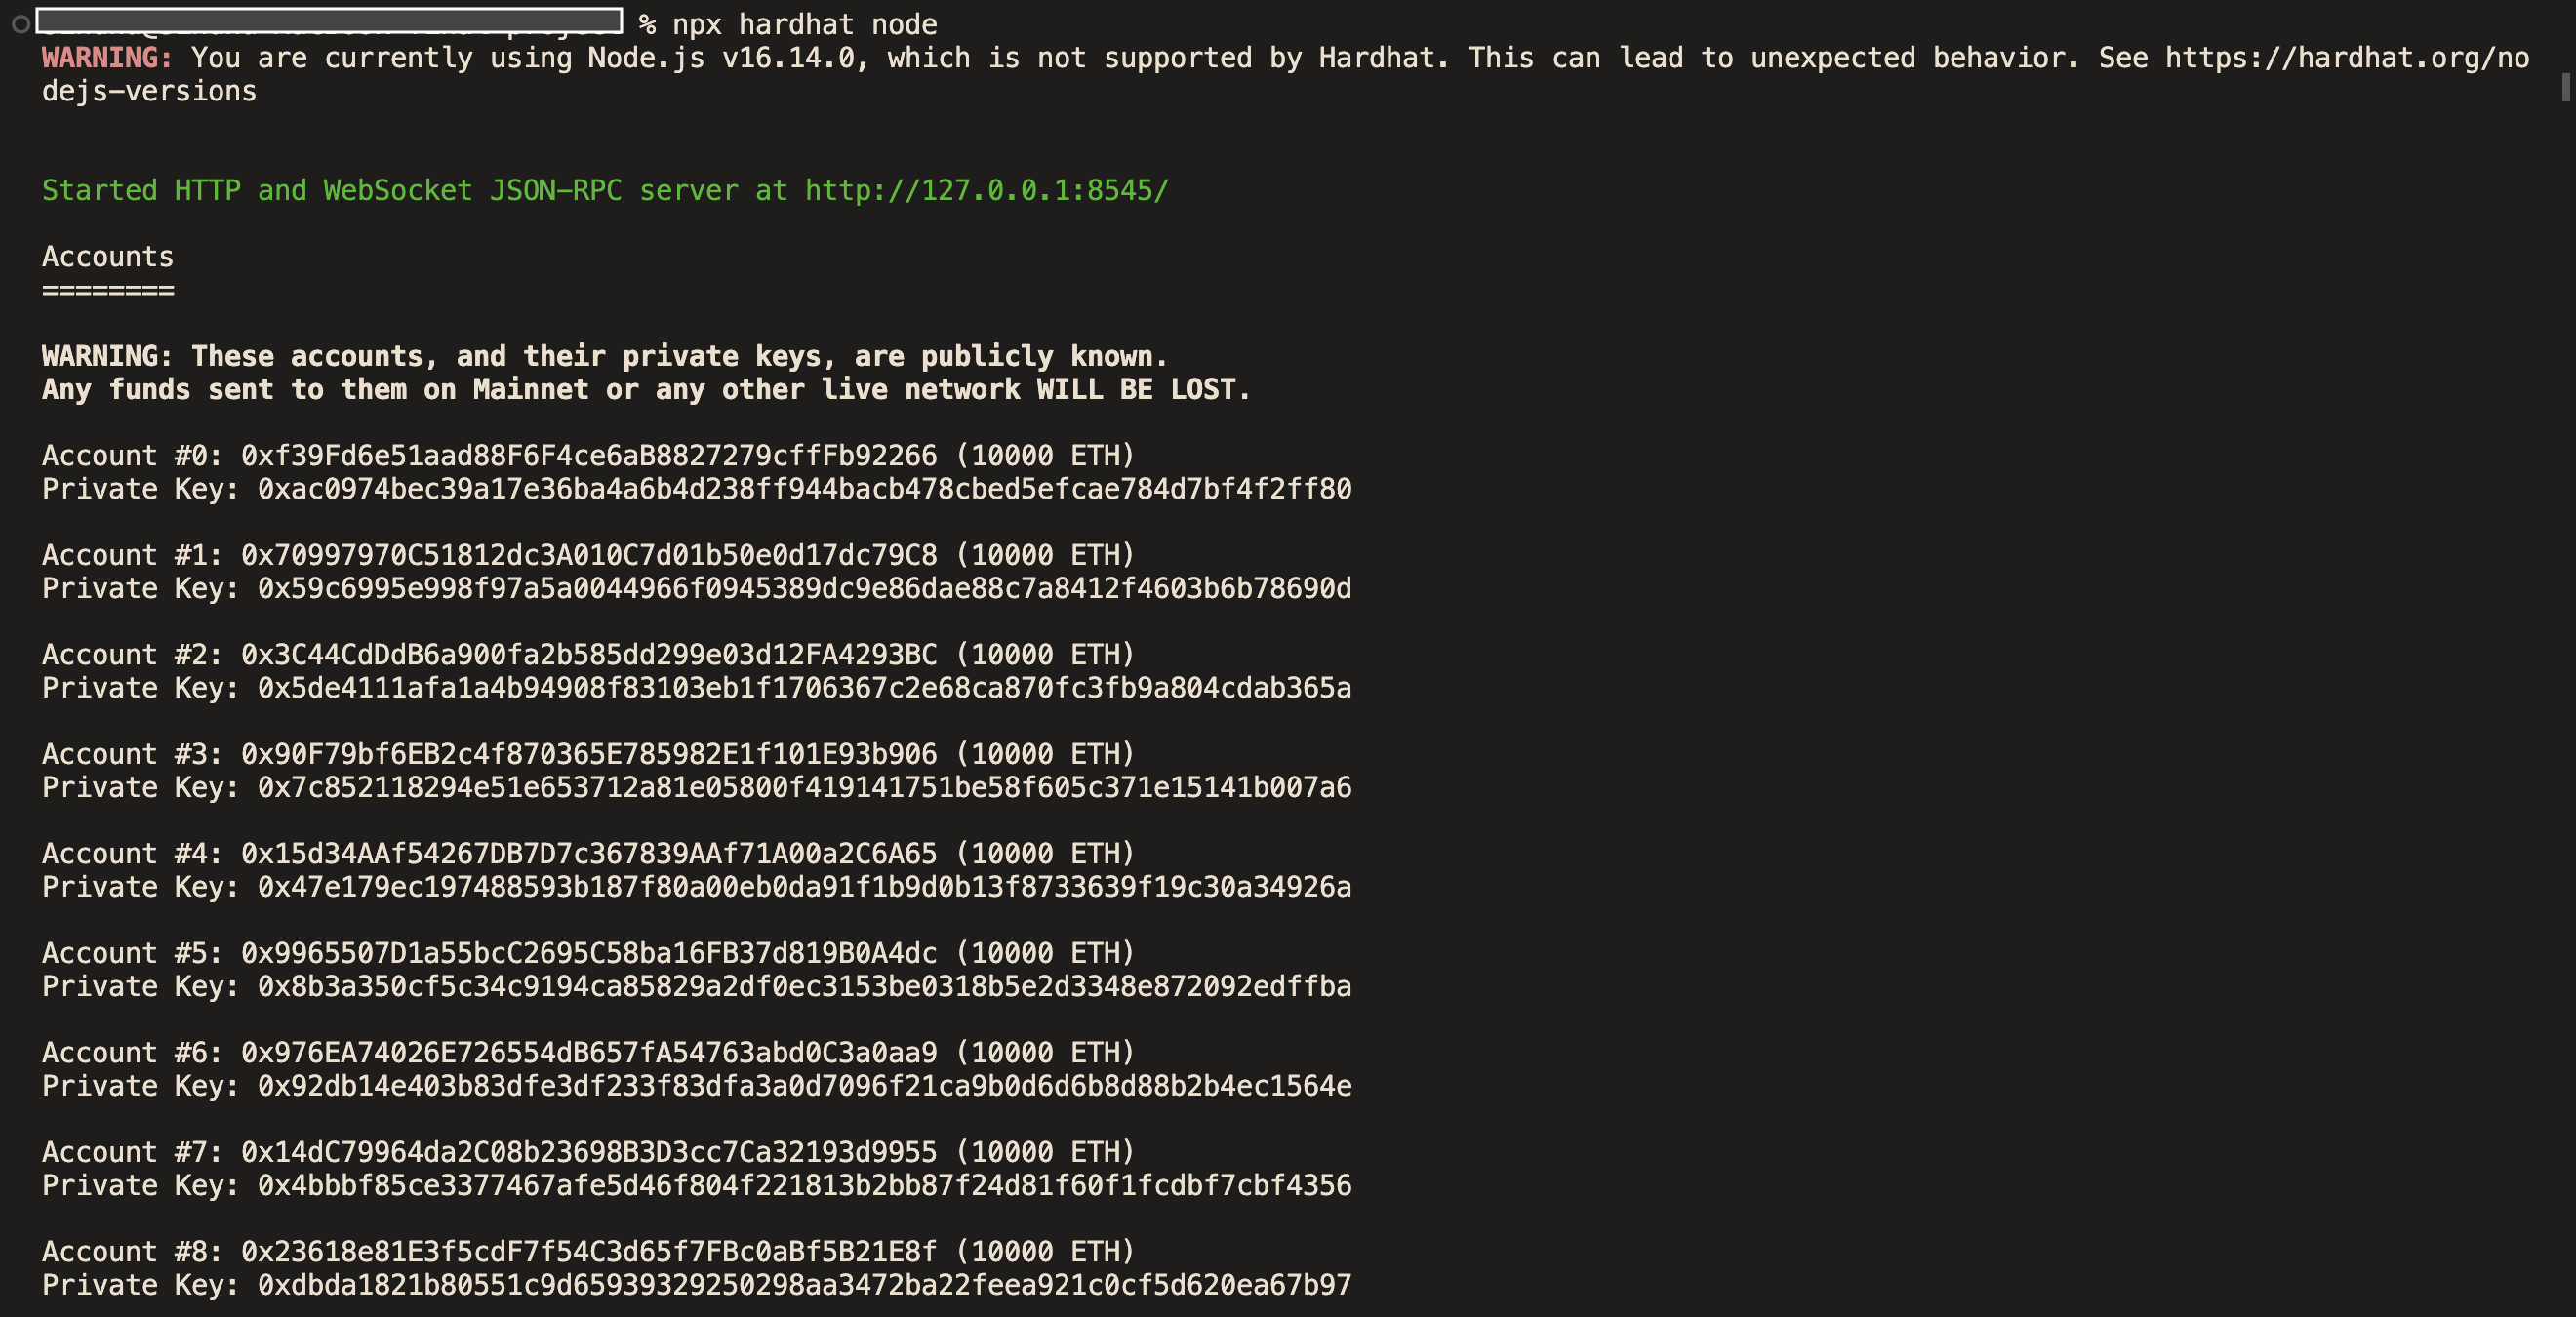 % npx hardhat node
WARNING: You are currently using Node.js v16.14.0, which is not supported by Hardhat. This can lead to unexpected behavior. See https://hardhat.org/no
dejs-versions
Started HTTP and WebSocket JSON-RPC server at http://127.0.0.1:8545/
Accounts
========
WARNING: These accounts, and their private keys, are publicly known.
Any funds sent to them on Mainnet or any other live network WILL BE LOST.
Account #0: 0xf39Fd6e51aad88F6F4ce6aB8827279cffFb92266 (10000 ETH)
Private Key: 0xac0974bec39a17e36ba4a6b4d238ff944bacb478cbed5efcae784d7bf4f2ff80
Account #1: 0x70997970C51812dc3A010C7d01b50e0d17dc79C8 (10000 ETH)
Private Key: 0x59c6995e998f97a5a0044966f0945389dc9e86dae88c7a8412f4603b6b78690d
Account #2: 0x3C44CdDdB6a900fa2b585dd299e03d12FA4293BC (10000 ETH)
Private Key: 0x5de4111afa1a4b94908f83103eb1f1706367c2e68ca870fc3fb9a804cdab365a
Account #3: 0x90F79bf6EB2c4f870365E785982E1f101E93b906 (10000 ETH)
Private Key: 0x7c852118294e51e653712a81e05800f419141751be58f605c371e15141b007a6
Account #4: 0x15d34AAf54267DB7D7c367839AAf71A00a2C6A65 (10000 ETH)
Private Key: 0x47e179ec197488593b187f80a00eb0da91f1b9d0b13f8733639f19c30a34926a
Account #5: 0x9965507D1a55bcC2695C58ba16FB37d819B0A4dc (10000 ETH)
Private Key: 0x8b3a350cf5c34c9194ca85829a2df0ec3153be0318b5e2d3348e872092edffba
Account #6: 0x976EA74026E726554dB657fA54763abd0C3a0aa9 (10000 ETH)
Private Key: 0x92db14e403b83dfe3df233f83dfa3a0d7096f21ca9b0d6d6b8d88b2b4ec1564e
Account #7: 0x14dC79964da2C08b23698B3D3cc7Ca32193d9955 (10000 ETH)
Private Key: 0x4bbbf85ce3377467afe5d46f804f221813b2bb87f24d81f60f1fcdbf7cbf4356
Account #8: 0x23618e81E3f5cdF7f54C3d65f7FBc0aBf5B21E8f (10000 ETH)
Private Key: 0xdbda1821b80551c9d65939329250298aa3472ba22feea921c0cf5d620ea67b97